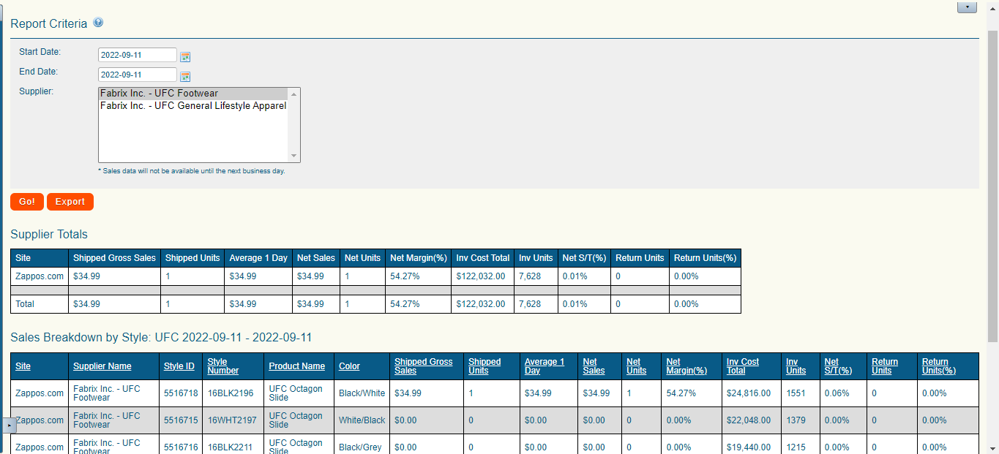 Report Criteria
Start Date: 2022-09-11
End Date: 2022-09-11
Supplier: Fabrix Inc. - UFC Footwear
Fabrix Inc. - UFC General Lifestyle Apparel
* Sales data will not be available until the next business day.
Go! Export
Supplier Totals
Site Shipped Gross Sales Shipped Units Average 1 Day Net Sales Net Units Net Margin(%) Inv Cost Total Inv Units Net S/T(%) Return Units Return Units(%)
Zappos.com $34.99 1 $34.99 $34.99 1 54.27% $122,032.00 7,628 0.01% 0 0.00%
Total $34.99 1 $34.99 $34.99 1 54.27% $122,032.00 7,628 0.01% 0 0.00%
Sales Breakdown by Style: UFC 2022-09-11 - 2022-09-11
Site Supplier Name Style ID Style Number Product Name Color Shipped Gross Sales Shipped Units Average 1 Day Net Sales Net Units Net Margin(%) Inv Cost Total Inv Units Net S/T(%) Return Units Return Units(%)
Zappos.com Fabrix Inc. - UFC Footwear 5516718 16BLK2196 UFC Octagon Slide Black/White $34.99 1 $34.99 $34.99 1 54.27% $24,816.00 1551 0.06% 0 0.00%
Zappos.com Fabrix Inc. - UFC Footwear 5516715 16WHT2197 UFC Octagon Slide White/Black $0.00 0 $0.00 $0.00 0 0.00% $22,048.00 1379 0.00% 0 0.00%
Zappos.com Fabrix Inc. - UFC Footwear 5516716 16BLK2211 UFC Octagon Slide Black/Grey $0.00 0 $0.00 $0.00 0 0.00% $19,440.00 1215 0.00% 0 0.00%